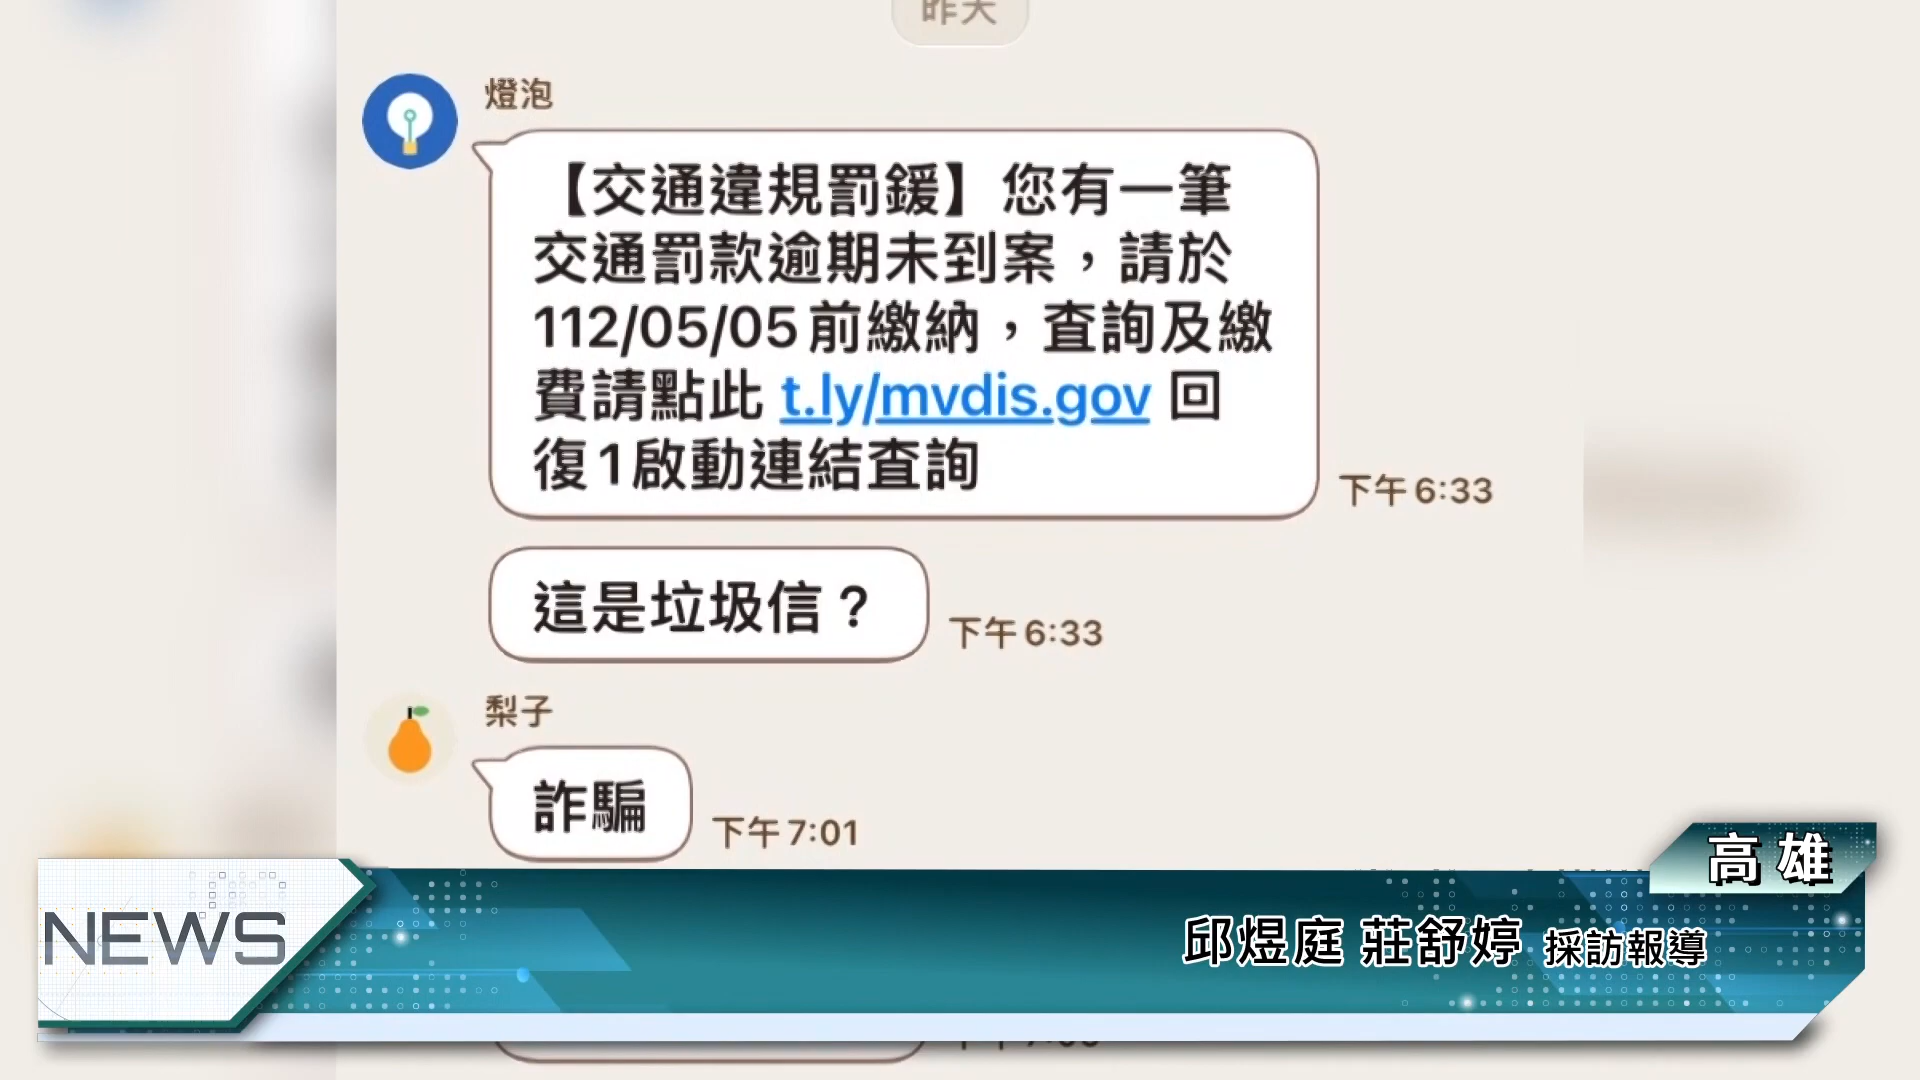 昨天
燈泡
【交通違規罰鍰】您有一筆
交通罰款逾期未到案，請於
112/05/05前繳納，查詢及繳
費請點此 t.ly/mvdis.gov 回
復1啟動連結查詢
下午6:33
這是垃圾信？
下午6:33
梨子
詐騙
下午7:01
高雄
NEWS
邱煜庭 莊舒婷 採訪報導